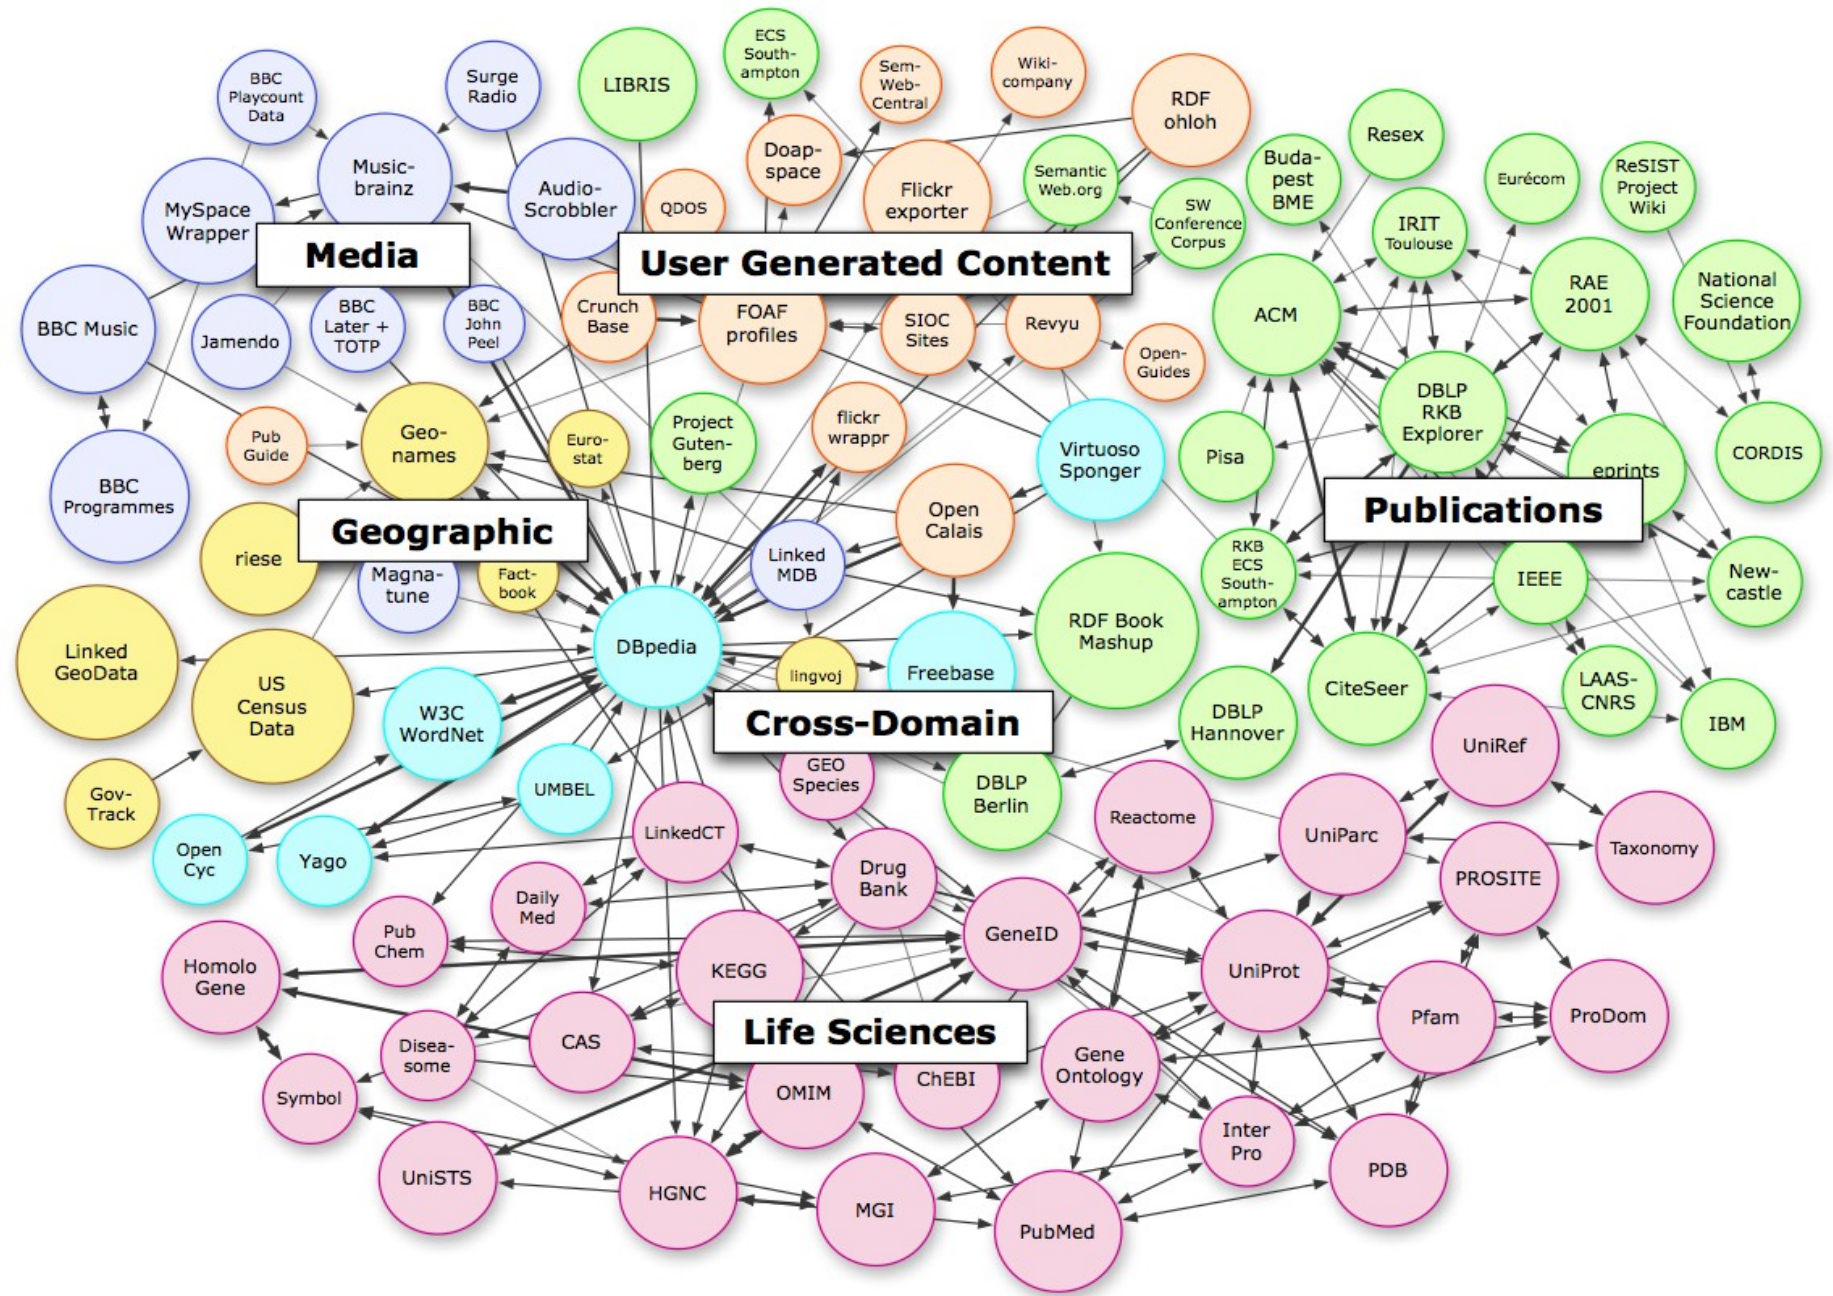 ECS
South-
ampton
BBC
Playcount
Data
Surge
Radio
LIBRIS
Sem-
Web-
Central
Wiki-
company
RDF
ohloh
Resex
Music-
brainz
Doap-
space
Semantic
Web.org
Buda-
pest
BME
Eurécom
ReSIST
Project
Wiki
MySpace
Wrapper
Audio-
Scrobbler
QDOS
Flickr
exporter
SW
Conference
Corpus
IRIT
Toulouse
Media
User Generated Content
RAE
2001
National
Science
Foundation
BBC Music
Jamendo
BBC
Later +
TOTP
BBC
John
Peel
Crunch
Base
FOAF
profiles
SIOC
Sites
Revyu
Open-
Guides
ACM
DBLP
RKB
Explorer
Pub
Guide
Geo-
names
Euro-
stat
Project
Guten-
berg
flickr
wrappr
Virtuoso
Sponger
Pisa
eprints
CORDIS
BBC
Programmes
Geographic
Open
Calais
Publications
riese
Magna-
tune
Fact-
book
Linked
MDB
RKB
ECS
South-
ampton
IEEE
New-
castle
Linked
GeoData
US
Census
Data
DBpedia
lingvoj
Freebase
RDF Book
Mashup
CiteSeer
LAAS-
CNRS
IBM
W3C
WordNet
Cross-Domain
DBLP
Hannover
UniRef
Gov-
Track
UMBEL
GEO
Species
DBLP
Berlin
Reactome
UniParc
Taxonomy
Open
Cyc
Yago
LinkedCT
Drug
Bank
PROSITE
Daily
Med
Pub
Chem
GeneID
Homolo
Gene
KEGG
UniProt
Pfam
ProDom
Disea-
some
CAS
Life Sciences
Gene
Ontology
Symbol
OMIM
ChEBI
Inter
Pro
PDB
UniSTS
HGNC
MGI
PubMed